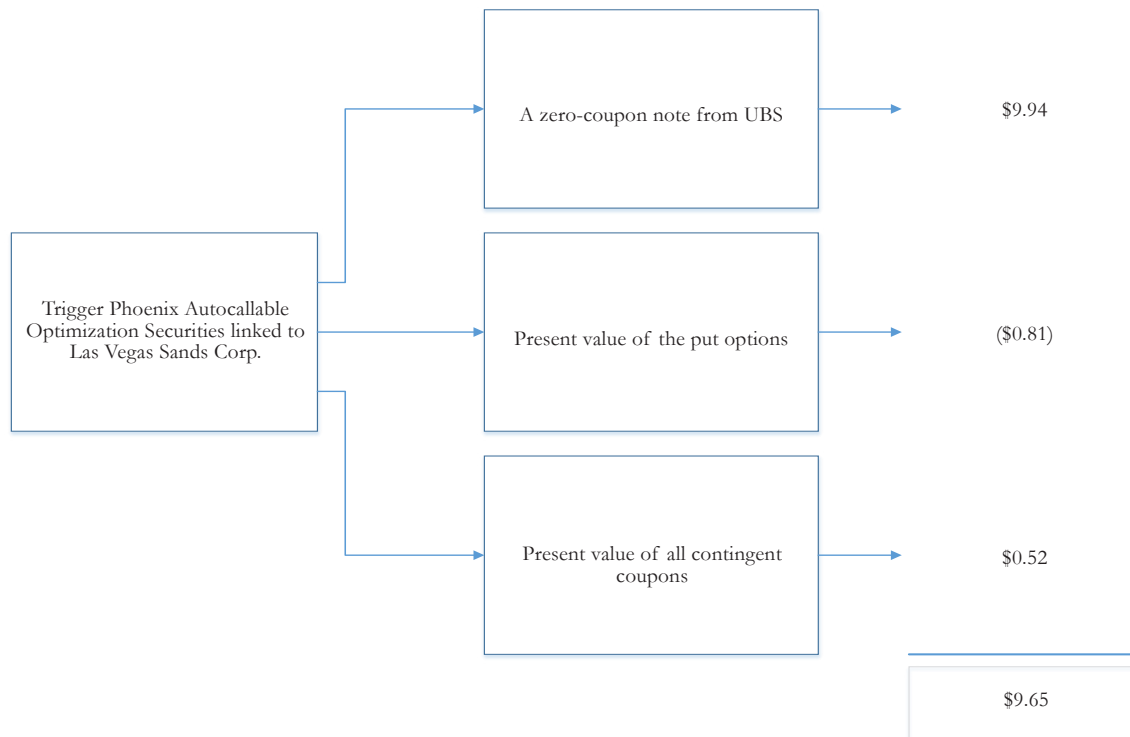 A zero-coupon note from UBS
$9.94
Trigger Phoenix Autocallable
Optimization Securities linked to
Las Vegas Sands Corp.
Present value of the put options
($0.81)
Present value of all contingent
coupons
$0.52
$9.65